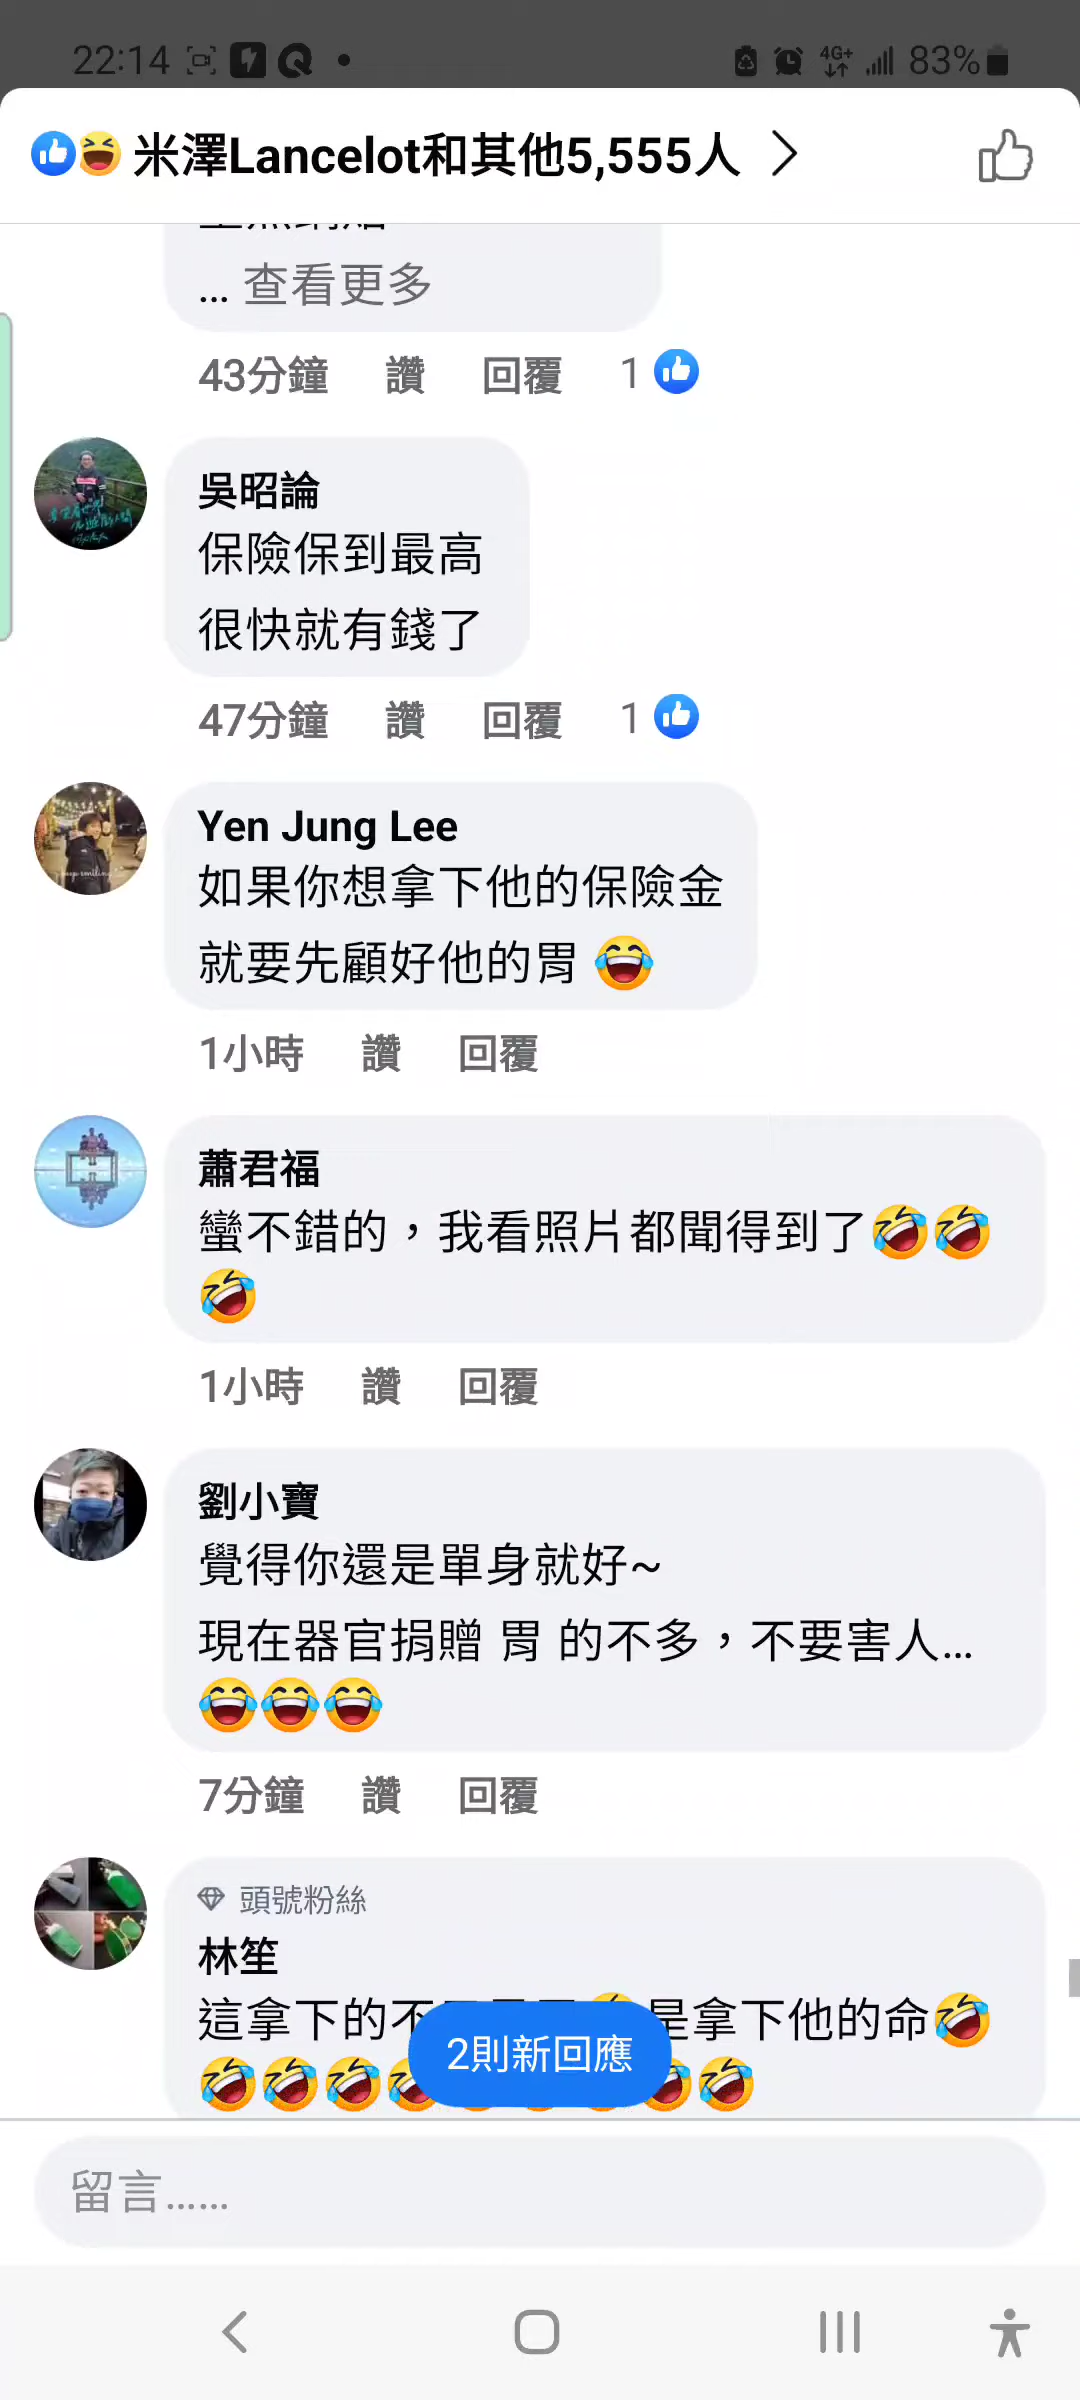 22:14
4G+
83%
米澤Lancelot和其他5,555人
... 查看更多
43分鐘 讚 回覆 1
吳昭論
保險保到最高
很快就有錢了
47分鐘 讚 回覆 1
Yen Jung Lee
如果你想拿下他的保險金
就要先顧好他的胃 😂
1小時 讚 回覆
蕭君福
蠻不錯的，我看照片都聞得到了🤣🤣
🤣
1小時 讚 回覆
劉小寶
覺得你還是單身就好~
現在器官捐贈 胃 的不多，不要害人...
😂😂😂
7分鐘 讚 回覆
頭號粉絲
林笙
這拿下的不 是拿下他的命🤣
2則新回應
留言......